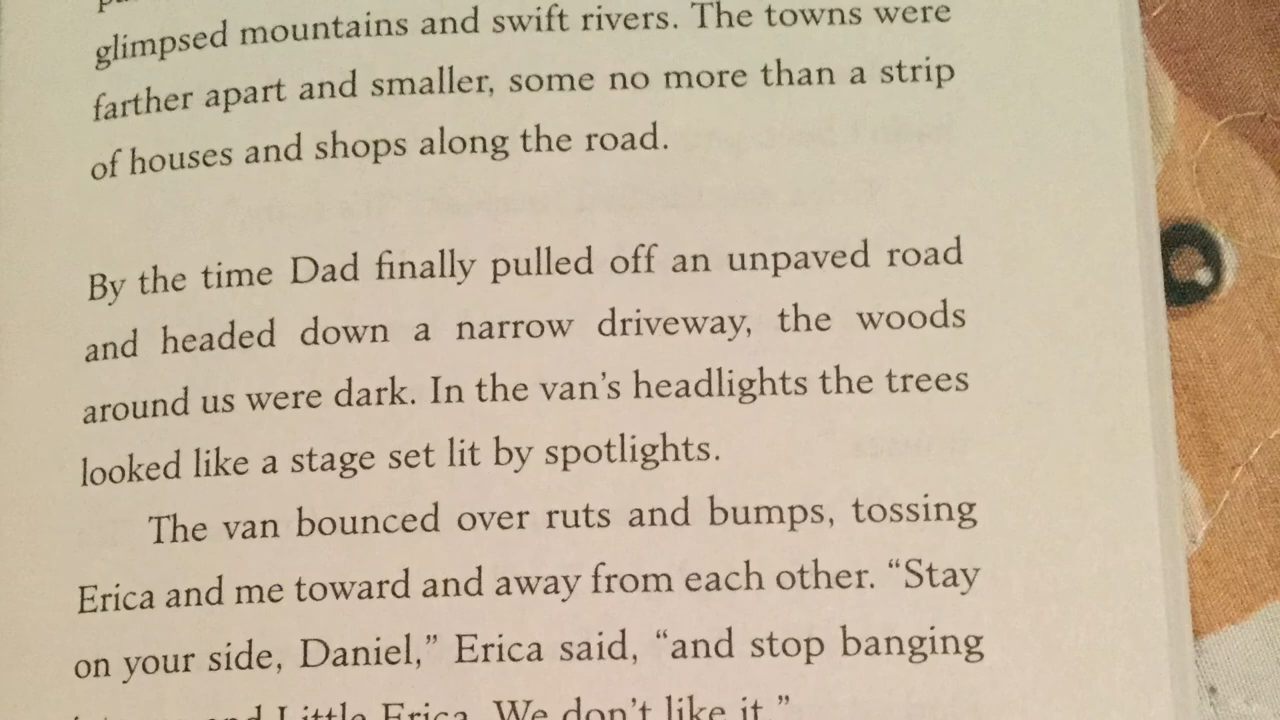 glimpsed mountains and swift rivers. The towns were
farther apart and smaller, some no more than a strip
of houses and shops along the road.
By the time Dad finally pulled off an unpaved road
and headed down a narrow driveway, the woods
around us were dark. In the van’s headlights the trees
looked like a stage set lit by spotlights.
The van bounced over ruts and bumps, tossing
Erica and me toward and away from each other. “Stay
on your side, Daniel,” Erica said, “and stop banging
Little Erica. We don’t like it.”